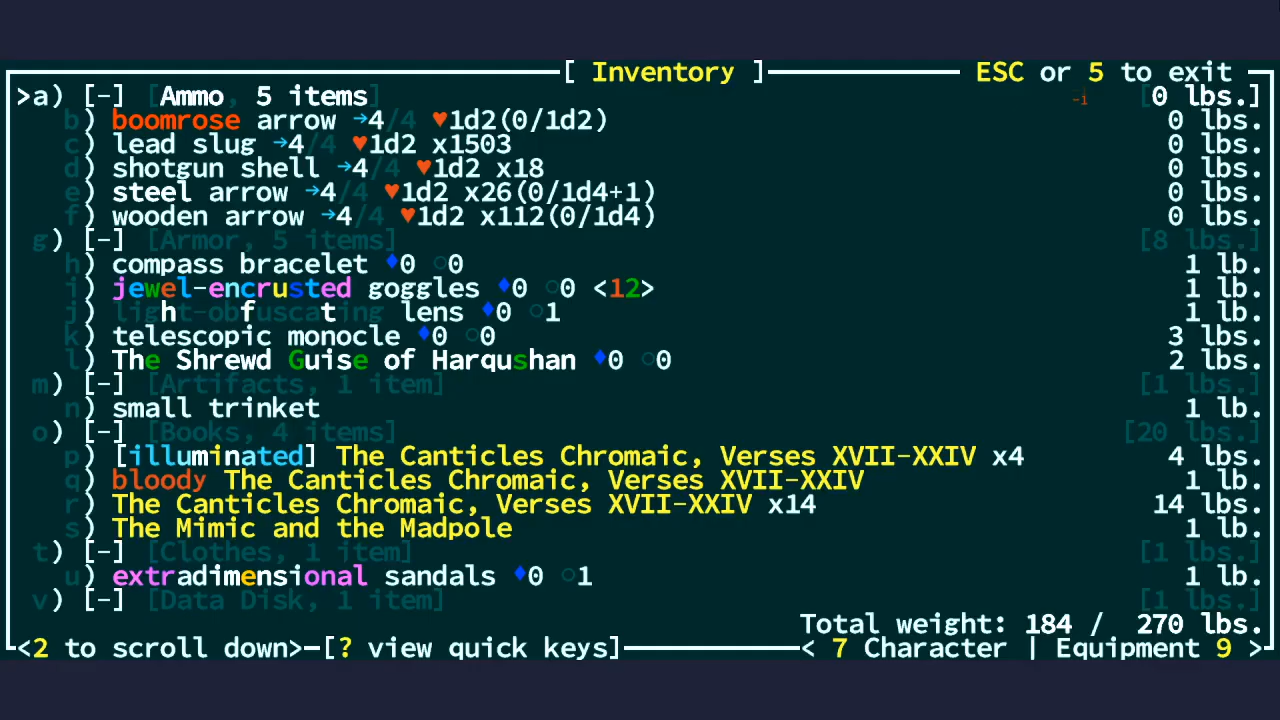 [ Inventory ] ESC or 5 to exit
>a) [-] [Ammo, 5 items] [0 lbs.]
b) boomrose arrow →4/4 ♥1d2(0/1d2) 0 lbs.
c) lead slug →4/4 ♥1d2 x1503 0 lbs.
d) shotgun shell →4/4 ♥1d2 x18 0 lbs.
e) steel arrow →4/4 ♥1d2 x26(0/1d4+1) 0 lbs.
f) wooden arrow →4/4 ♥1d2 x112(0/1d4) 0 lbs.
g) [-] [Armor, 5 items] [8 lbs.]
h) compass bracelet ♦0 ○0 1 lb.
i) jewel-encrusted goggles ♦0 ○0 <12> 1 lb.
j) light-obfuscating lens ♦0 ○1 1 lb.
k) telescopic monocle ♦0 ○0 3 lbs.
l) The Shrewd Guise of Harqushan ♦0 ○0 2 lbs.
m) [-] [Artifacts, 1 item] [1 lb.]
n) small trinket 1 lb.
o) [-] [Books, 4 items] [20 lbs.]
p) [illuminated] The Canticles Chromaic, Verses XVII-XXIV x4 4 lbs.
q) bloody The Canticles Chromaic, Verses XVII-XXIV 1 lb.
r) The Canticles Chromaic, Verses XVII-XXIV x14 14 lbs.
s) The Mimic and the Madpole 1 lb.
t) [-] [Clothes, 1 item] [1 lbs.]
u) extradimensional sandals ♦0 ○1 1 lb.
v) [-] [Data Disk, 1 item] [1 lbs.]
Total weight: 184 / 270 lbs.
<2 to scroll down> [? view quick keys] < 7 Character | Equipment 9 >